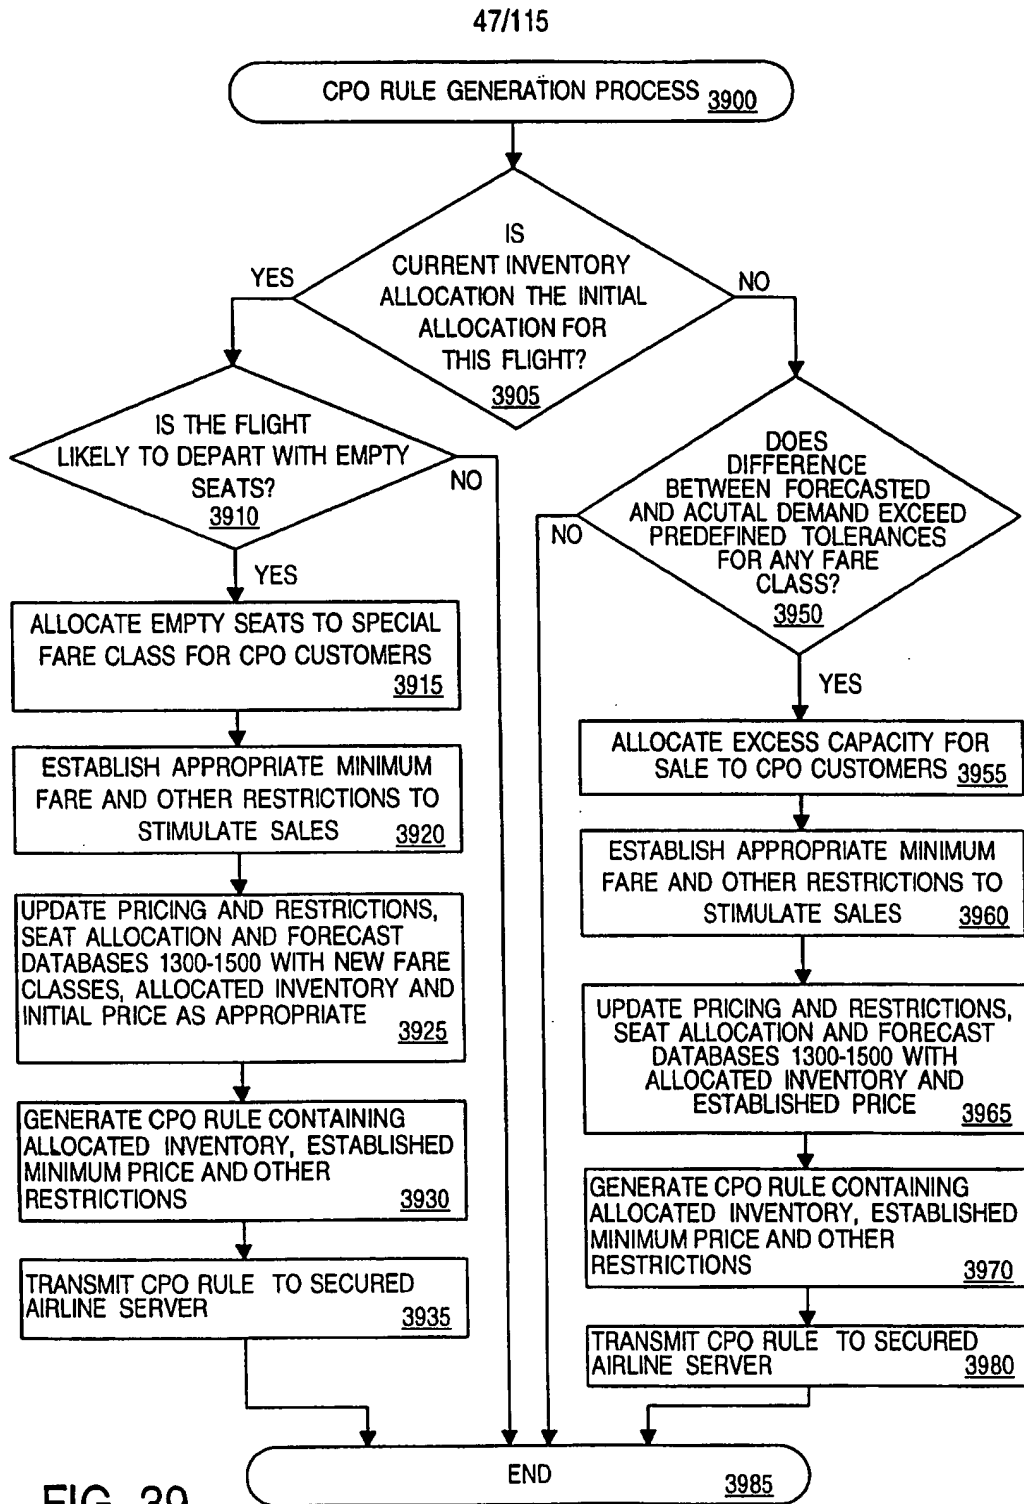 47/115
CPO RULE GENERATION PROCESS 3900
IS
CURRENT INVENTORY
ALLOCATION THE INITIAL
ALLOCATION FOR
THIS FLIGHT?
3905
YES
NO
IS THE FLIGHT
LIKELY TO DEPART WITH EMPTY
SEATS?
3910
NO
YES
ALLOCATE EMPTY SEATS TO SPECIAL
FARE CLASS FOR CPO CUSTOMERS
3915
ESTABLISH APPROPRIATE MINIMUM
FARE AND OTHER RESTRICTIONS TO
STIMULATE SALES 3920
UPDATE PRICING AND RESTRICTIONS,
SEAT ALLOCATION AND FORECAST
DATABASES 1300-1500 WITH NEW FARE
CLASSES, ALLOCATED INVENTORY AND
INITIAL PRICE AS APPROPRIATE
3925
GENERATE CPO RULE CONTAINING
ALLOCATED INVENTORY, ESTABLISHED
MINIMUM PRICE AND OTHER
RESTRICTIONS 3930
TRANSMIT CPO RULE TO SECURED
AIRLINE SERVER 3935
DOES
DIFFERENCE
BETWEEN FORECASTED
AND ACUTAL DEMAND EXCEED
PREDEFINED TOLERANCES
FOR ANY FARE
CLASS?
3950
NO
YES
ALLOCATE EXCESS CAPACITY FOR
SALE TO CPO CUSTOMERS 3955
ESTABLISH APPROPRIATE MINIMUM
FARE AND OTHER RESTRICTIONS TO
STIMULATE SALES 3960
UPDATE PRICING AND RESTRICTIONS,
SEAT ALLOCATION AND FORECAST
DATABASES 1300-1500 WITH
ALLOCATED INVENTORY AND
ESTABLISHED PRICE 3965
GENERATE CPO RULE CONTAINING
ALLOCATED INVENTORY, ESTABLISHED
MINIMUM PRICE AND OTHER
RESTRICTIONS 3970
TRANSMIT CPO RULE TO SECURED
AIRLINE SERVER 3980
END 3985
FIG. 39